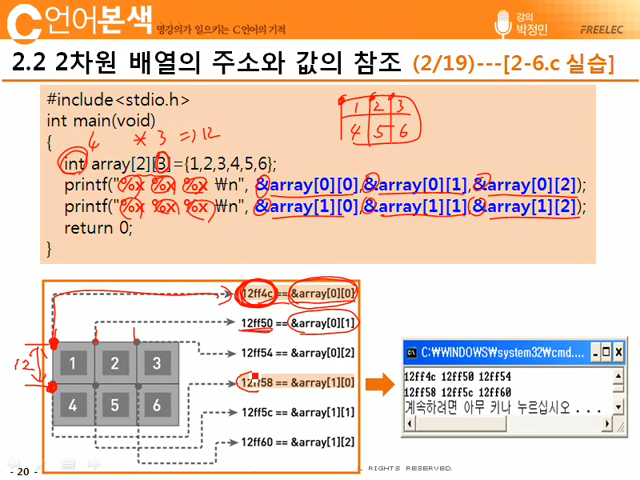 C언어본색 명강의가 일으키는 C 언어의 기적
강의 박정민
FREELEC
2.2 2차원 배열의 주소와 값의 참조 (2/19)---[2-6.c 실습]
#include<stdio.h>
int main(void)
{
int array[2][3]={1,2,3,4,5,6};
printf("%x %x %x ₩n", &array[0][0],&array[0][1],&array[0][2]);
printf("%x %x %x ₩n", &array[1][0],&array[1][1],&array[1][2]);
return 0;
}
4 * 3 =) 12
1 2 3
4 5 6
12ff4c == &array[0][0]
12ff50 == &array[0][1]
12ff54 == &array[0][2]
12ff58 == &array[1][0]
12ff5c == &array[1][1]
12ff60 == &array[1][2]
12
1 2 3
4 5 6
C:₩WINDOWS₩system32₩cmd....
12ff4c 12ff50 12ff54
12ff58 12ff5c 12ff60
계속하려면 아무 키나 누르십시오 . . .
- 20 -
RIGHTS RESERVED.